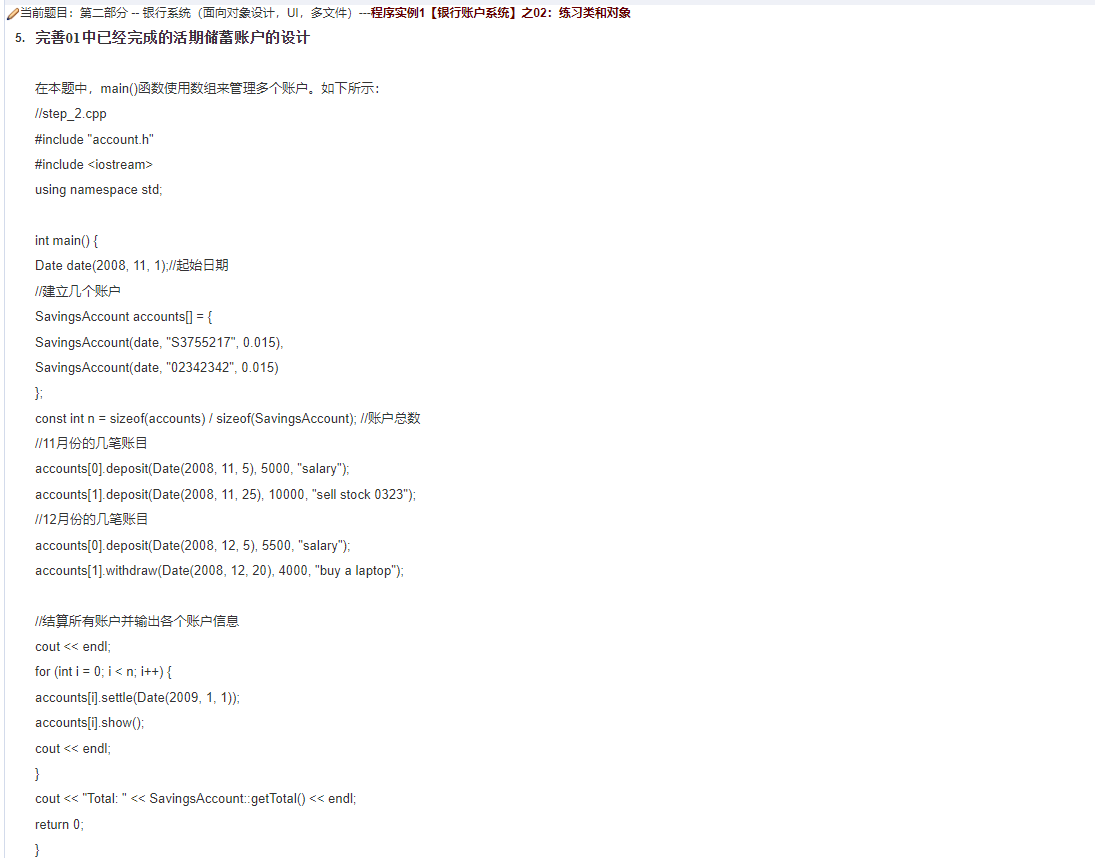 当前题目：第二部分 -- 银行系统（面向对象设计，UI，多文件）---程序实例1【银行账户系统】之02：练习类和对象
5. 完善01中已经完成的活期储蓄账户的设计
在本题中，main()函数使用数组来管理多个账户。如下所示：
//step_2.cpp
#include "account.h"
#include <iostream>
using namespace std;
int main() {
Date date(2008, 11, 1);//起始日期
//建立几个账户
SavingsAccount accounts[] = {
SavingsAccount(date, "S3755217", 0.015),
SavingsAccount(date, "02342342", 0.015)
};
const int n = sizeof(accounts) / sizeof(SavingsAccount); //账户总数
//11月份的几笔账目
accounts[0].deposit(Date(2008, 11, 5), 5000, "salary");
accounts[1].deposit(Date(2008, 11, 25), 10000, "sell stock 0323");
//12月份的几笔账目
accounts[0].deposit(Date(2008, 12, 5), 5500, "salary");
accounts[1].withdraw(Date(2008, 12, 20), 4000, "buy a laptop");
//结算所有账户并输出各个账户信息
cout << endl;
for (int i = 0; i < n; i++) {
accounts[i].settle(Date(2009, 1, 1));
accounts[i].show();
cout << endl;
}
cout << "Total: " << SavingsAccount::getTotal() << endl;
return 0;
}